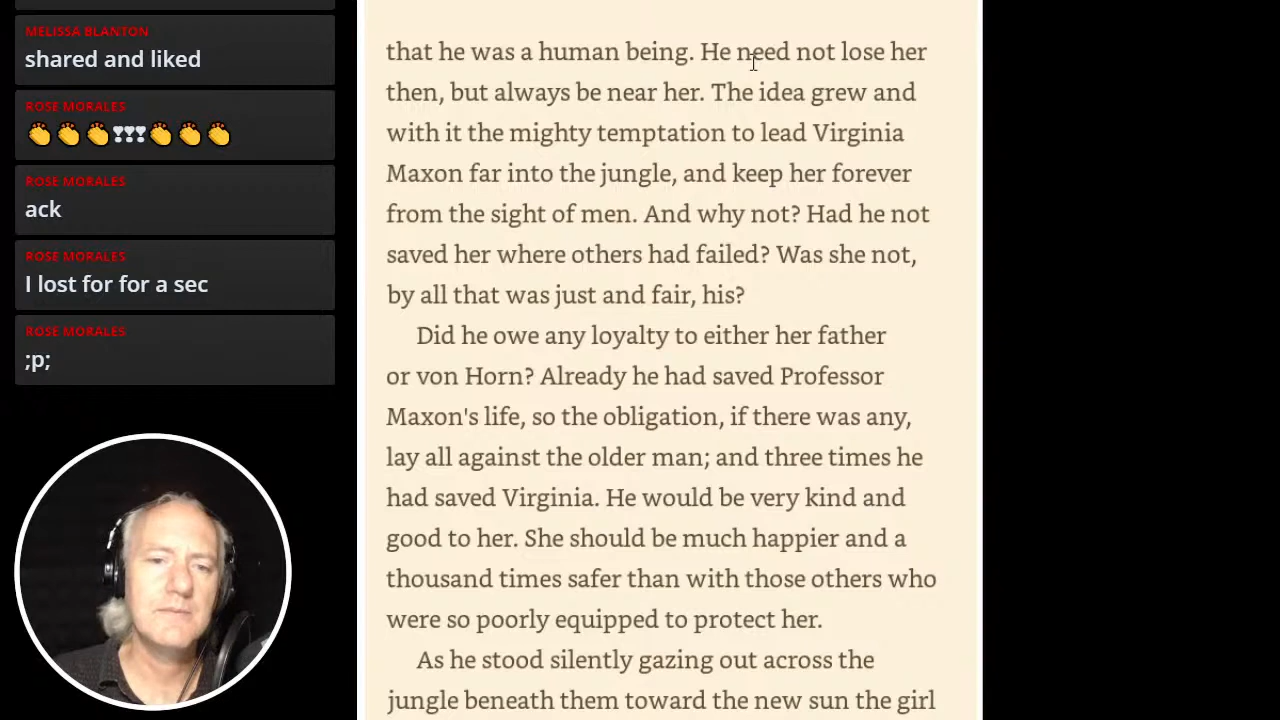 MELISSA BLANTON
shared and liked
ROSE MORALES
👏👏👏❣❣❣👏👏👏
ROSE MORALES
ack
ROSE MORALES
I lost for for a sec
ROSE MORALES
;p;
that he was a human being. He need not lose her
then, but always be near her. The idea grew and
with it the mighty temptation to lead Virginia
Maxon far into the jungle, and keep her forever
from the sight of men. And why not? Had he not
saved her where others had failed? Was she not,
by all that was just and fair, his?
Did he owe any loyalty to either her father
or von Horn? Already he had saved Professor
Maxon's life, so the obligation, if there was any,
lay all against the older man; and three times he
had saved Virginia. He would be very kind and
good to her. She should be much happier and a
thousand times safer than with those others who
were so poorly equipped to protect her.
As he stood silently gazing out across the
jungle beneath them toward the new sun the girl